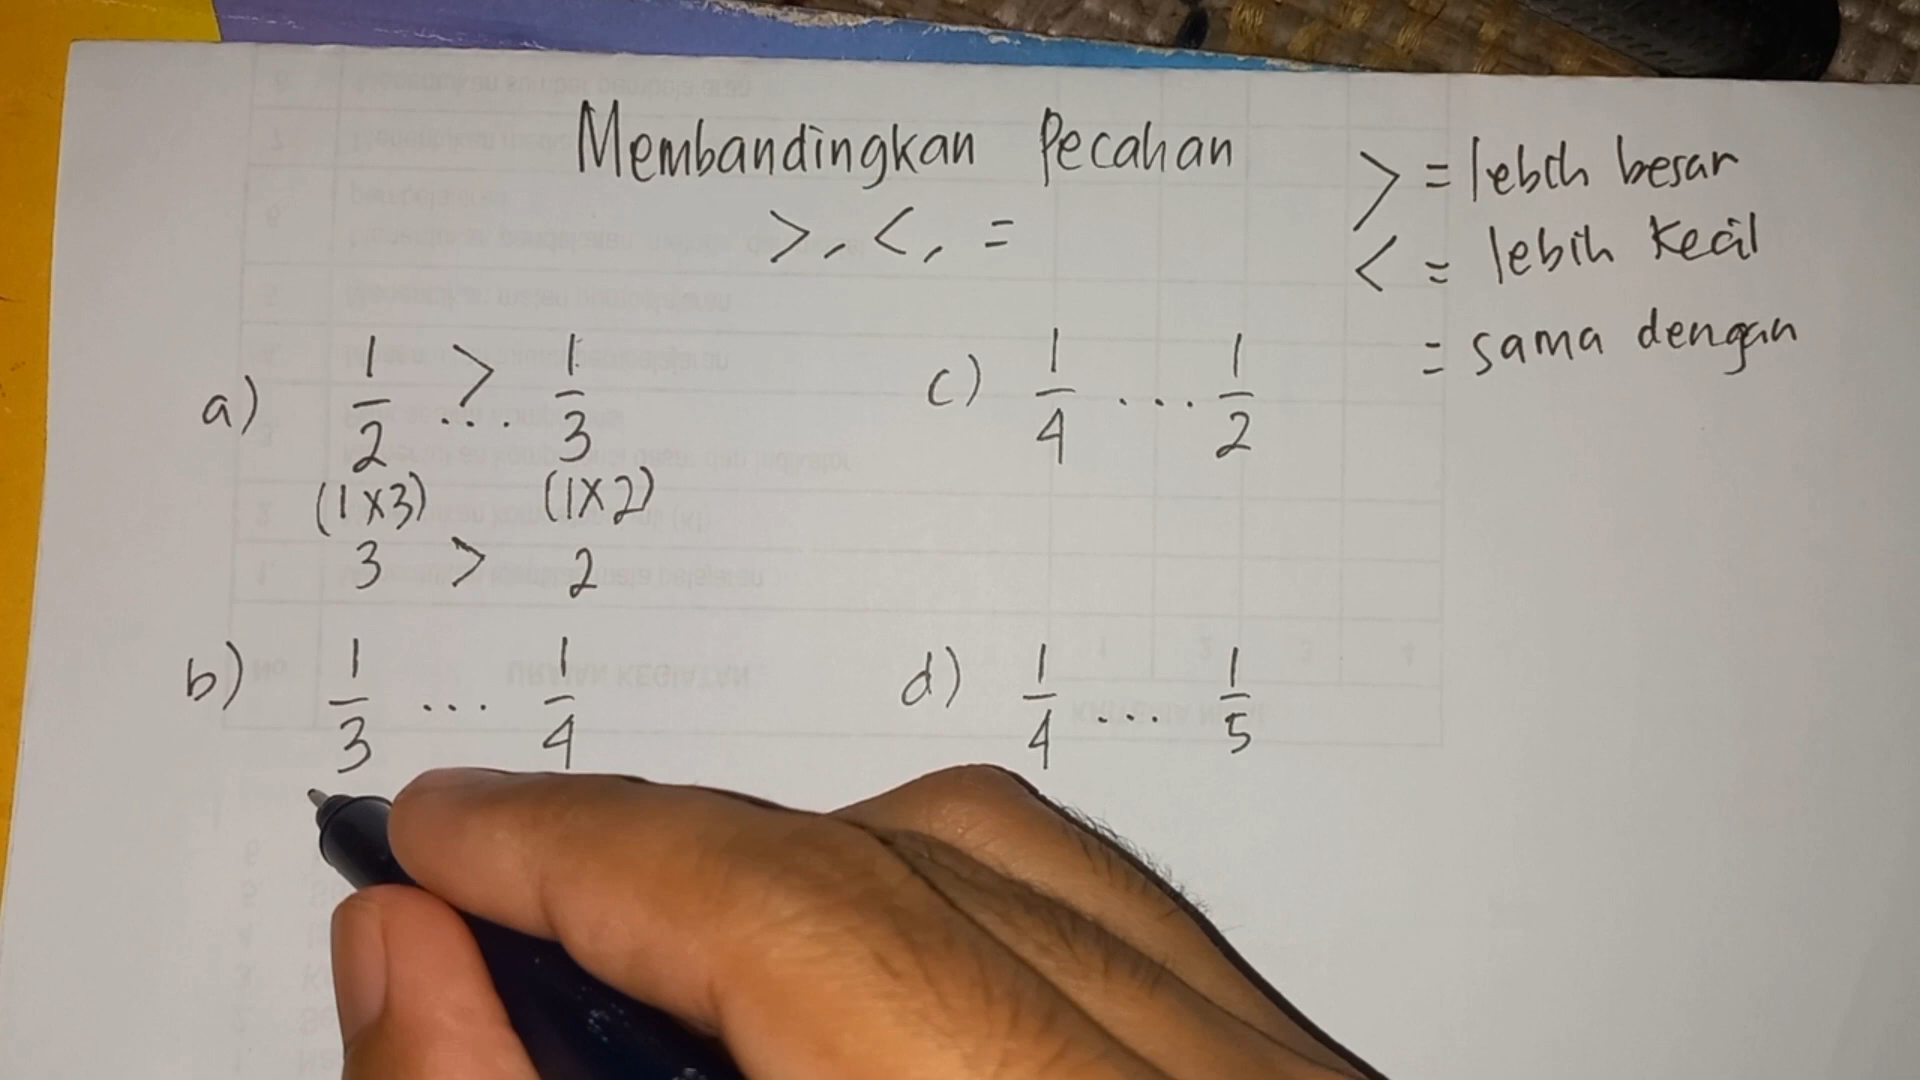 Membandingkan Pecahan
>, <, =
> = lebih besar
< = lebih kecil
= sama dengan
a) 1/2 > ... 1/3
(1x3) (1x2)
3 > 2
b) 1/3 ... 1/4
c) 1/4 ... 1/2
d) 1/4 ... 1/5